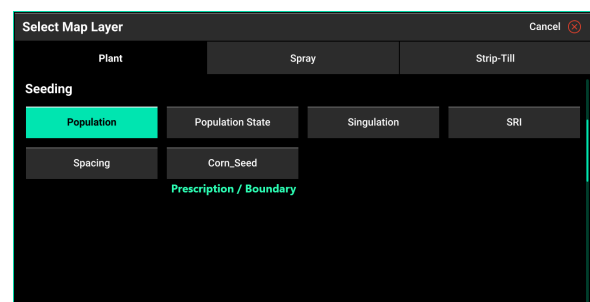 Select Map Layer Cancel
Plant Spray Strip-Till
Seeding
Population Population State Singulation SRI
Spacing Corn_Seed
Prescription / Boundary